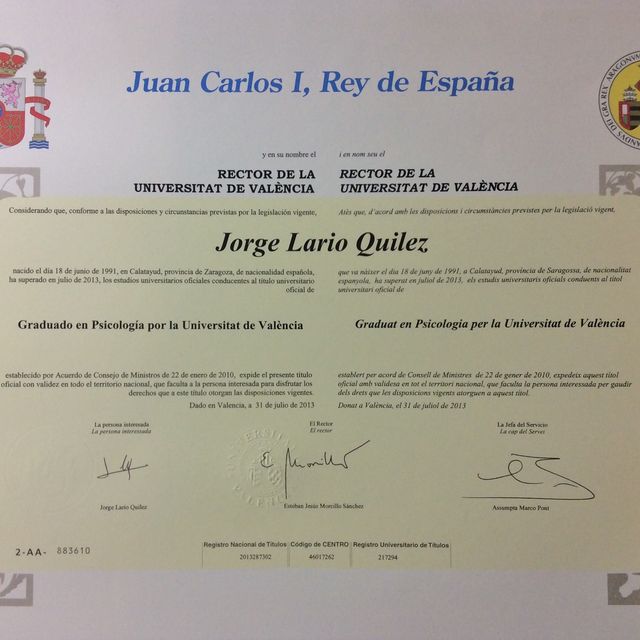 Juan Carlos I, Rey de España
y en su nombre el
RECTOR DE LA
UNIVERSITAT DE VALÈNCIA
i en nom seu el
RECTOR DE LA
UNIVERSITAT DE VALÈNCIA
Considerando que, conforme a las disposiciones y circunstancias previstas por la legislación vigente,
Atès que, d'acord amb les disposicions i circumstàncies previstes per la legislació vigent,
Jorge Lario Quilez
nacido el día 18 de junio de 1991, en Calatayud, provincia de Zaragoza, de nacionalidad española,
ha superado en julio de 2013, los estudios universitarios oficiales conducentes al título universitario
oficial de
que va nàixer el dia 18 de juny de 1991, a Calatayud, provincia de Saragossa, de nacionalitat
espanyola, ha superat en juliol de 2013, els estudis universitaris oficials conduents al títol
universitari oficial de
Graduado en Psicología por la Universitat de València
Graduat en Psicologia per la Universitat de València
establecido por Acuerdo de Consejo de Ministros de 22 de enero de 2010, expide el presente título
oficial con validez en todo el territorio nacional, que faculta a la persona interesada para disfrutar los
derechos que a este título otorgan las disposiciones vigentes.
Dado en Valencia, a 31 de julio de 2013
establert per acord de Consell de Ministres de 22 de gener de 2010, expedeix aquest títol
oficial amb validesa en tot el territori nacional, que faculta la persona interessada per gaudir
dels drets que les disposicions vigents atorguen a aquest títol.
Donat a València, el 31 de juliol de 2013
La persona interesada
La persona interessada
Jorge Lario Quilez
El Rector
El rector
E. Morcillo
Esteban Jesús Morcillo Sánchez
La Jefa del Servicio
La cap del Servei
Assumpta Marco Pont
2-AA- 883610
Registro Nacional de Títulos
Código de CENTRO
Registro Universitario de Títulos
2013287302
46017262
217294